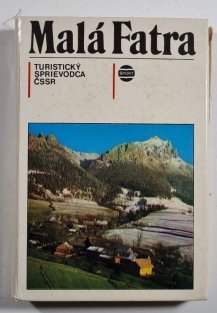 Malá Fatra
TURISTICKÝ
SPRIEVODCA
ČSSR
ŠPORT